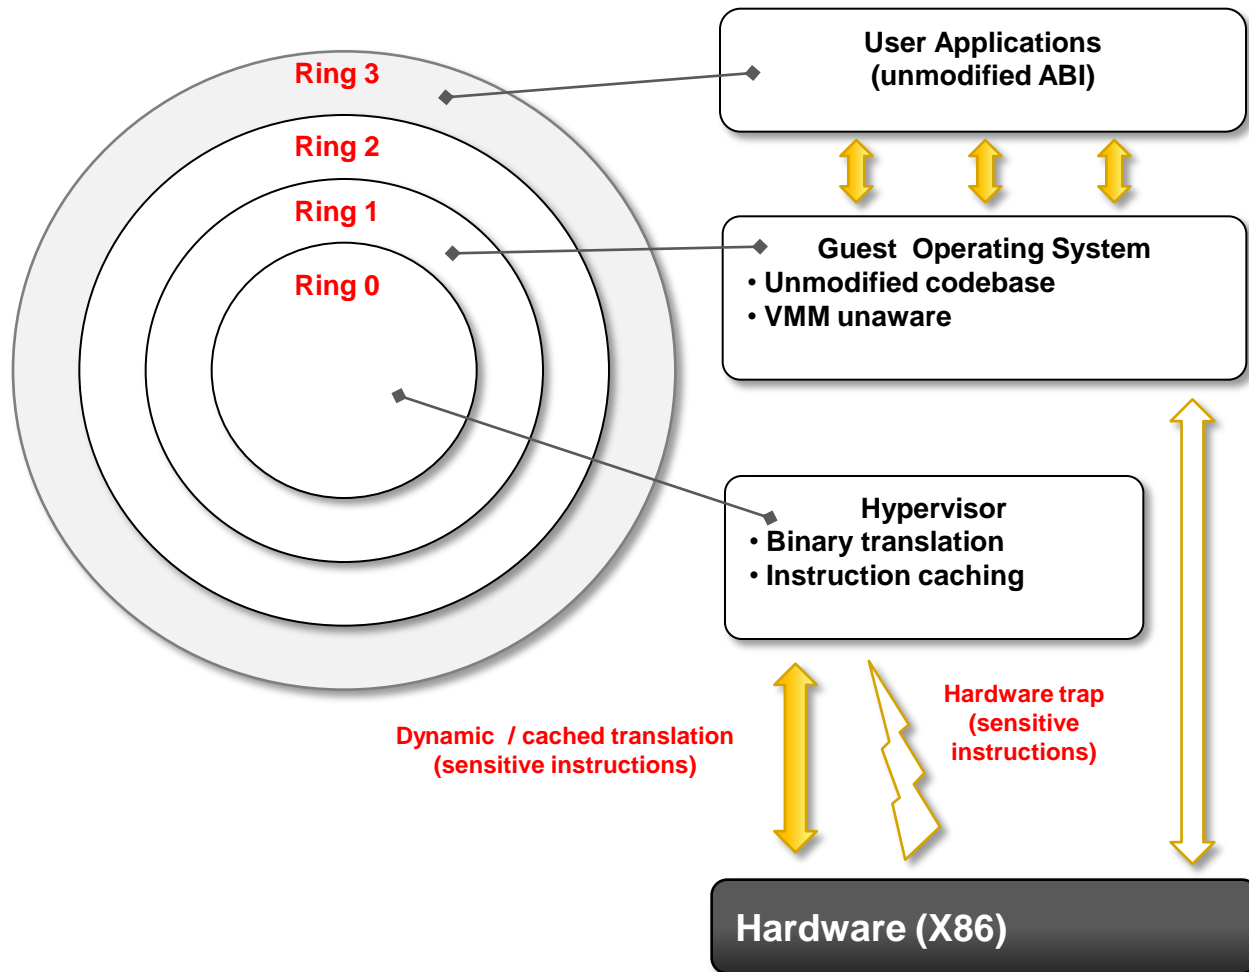 Ring 3
Ring 2
Ring 1
Ring 0
User Applications
(unmodified ABI)
Guest  Operating System
• Unmodified codebase
• VMM unaware
Hypervisor
• Binary translation
• Instruction caching
Dynamic  / cached translation
(sensitive instructions)
Hardware trap
(sensitive
instructions)
Hardware (X86)